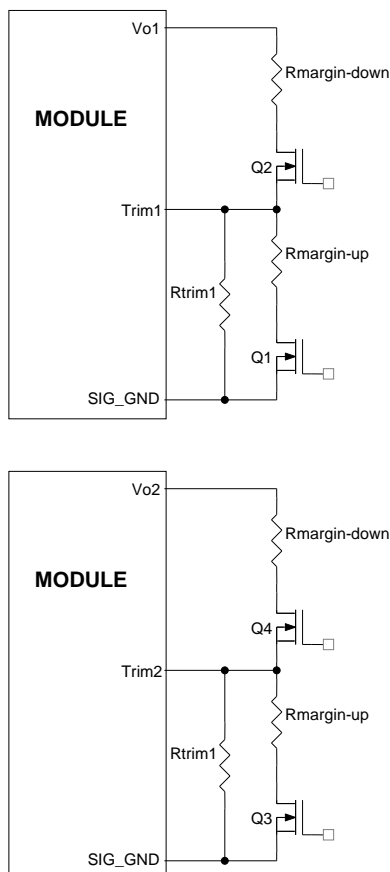 Vo1
Rmargin-down
MODULE
Q2
Trim1
Rmargin-up
Rtrim1
Q1
SIG_GND
Vo2
Rmargin-down
MODULE
Q4
Trim2
Rmargin-up
Rtrim1
Q3
SIG_GND